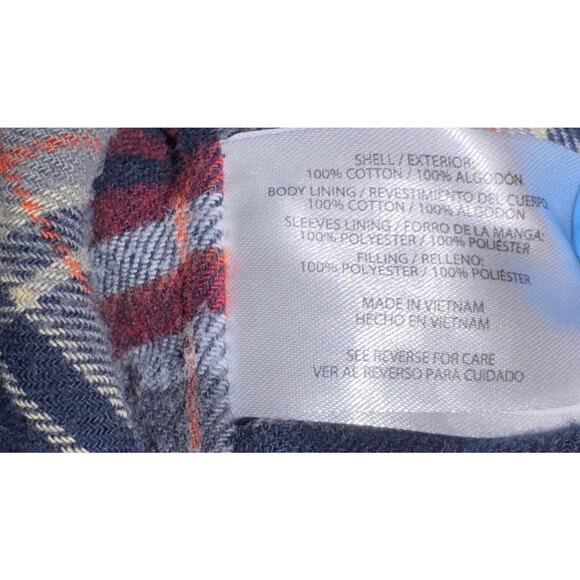 SHELL / EXTERIOR:
100% COTTON / 100% ALGODÓN
BODY LINING / REVESTIMIENTO DEL CUERPO
100% COTTON / 100% ALGODÓN
SLEEVES LINING / FORRO DE LA MANGA:
100% POLYESTER / 100% POLIÉSTER
FILLING / RELLENO:
100% POLYESTER / 100% POLIÉSTER
MADE IN VIETNAM
HECHO EN VIETNAM
SEE REVERSE FOR CARE
VER AL REVERSO PARA CUIDADO